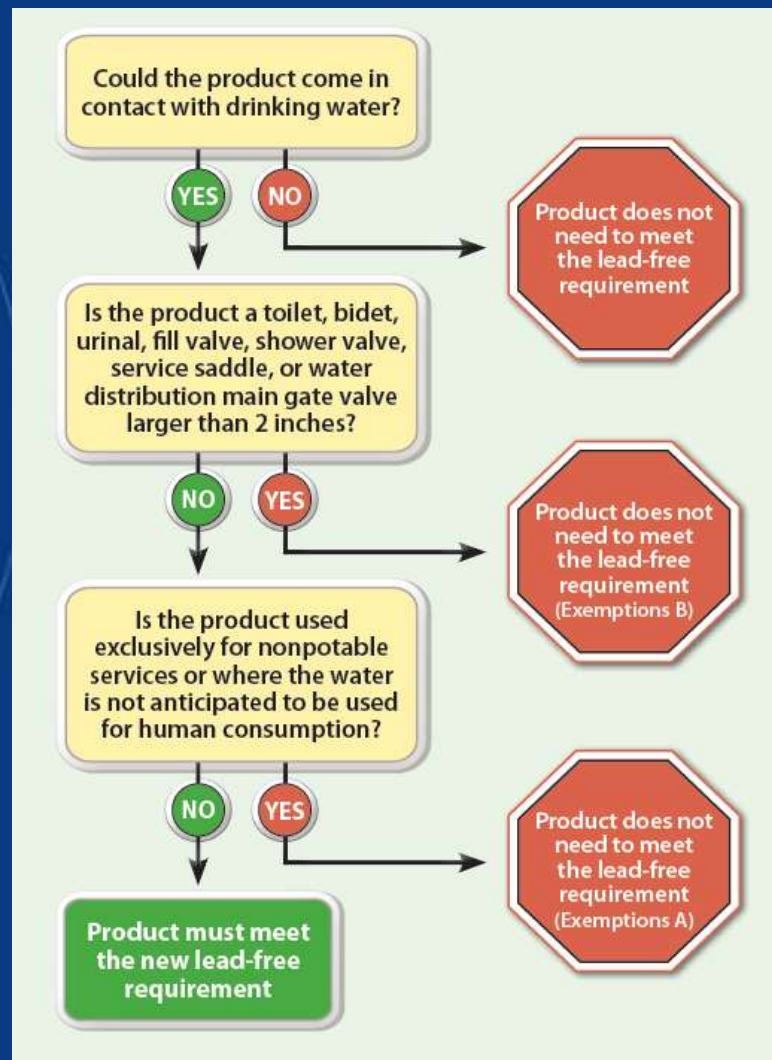 Could the product come in
contact with drinking water?
YES
NO
Product does not
need to meet
the lead-free
requirement
Is the product a toilet, bidet,
urinal, fill valve, shower valve,
service saddle, or water
distribution main gate valve
larger than 2 inches?
NO
YES
Product does not
need to meet
the lead-free
requirement
(Exemptions B)
Is the product used
exclusively for nonpotable
services or where the water
is not anticipated to be used
for human consumption?
NO
YES
Product does not
need to meet
the lead-free
requirement
(Exemptions A)
Product must meet
the new lead-free
requirement